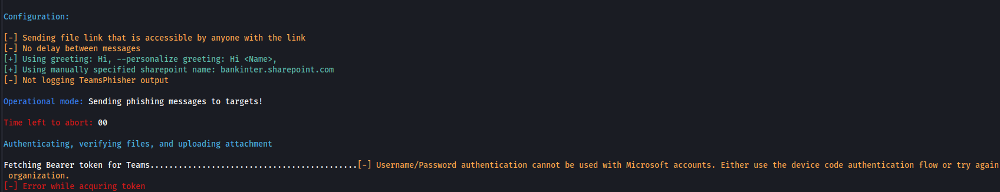 Configuration:
[-] Sending file link that is accessible by anyone with the link
[-] No delay between messages
[+] Using greeting: Hi, --personalize greeting: Hi <Name>,
[+] Using manually specified sharepoint name: bankinter.sharepoint.com
[-] Not logging TeamsPhisher output
Operational mode: Sending phishing messages to targets!
Time left to abort: 00
Authenticating, verifying files, and uploading attachment
Fetching Bearer token for Teams............................................[-] Username/Password authentication cannot be used with Microsoft accounts. Either use the device code authentication flow or try again
organization.
[-] Error while acquring token